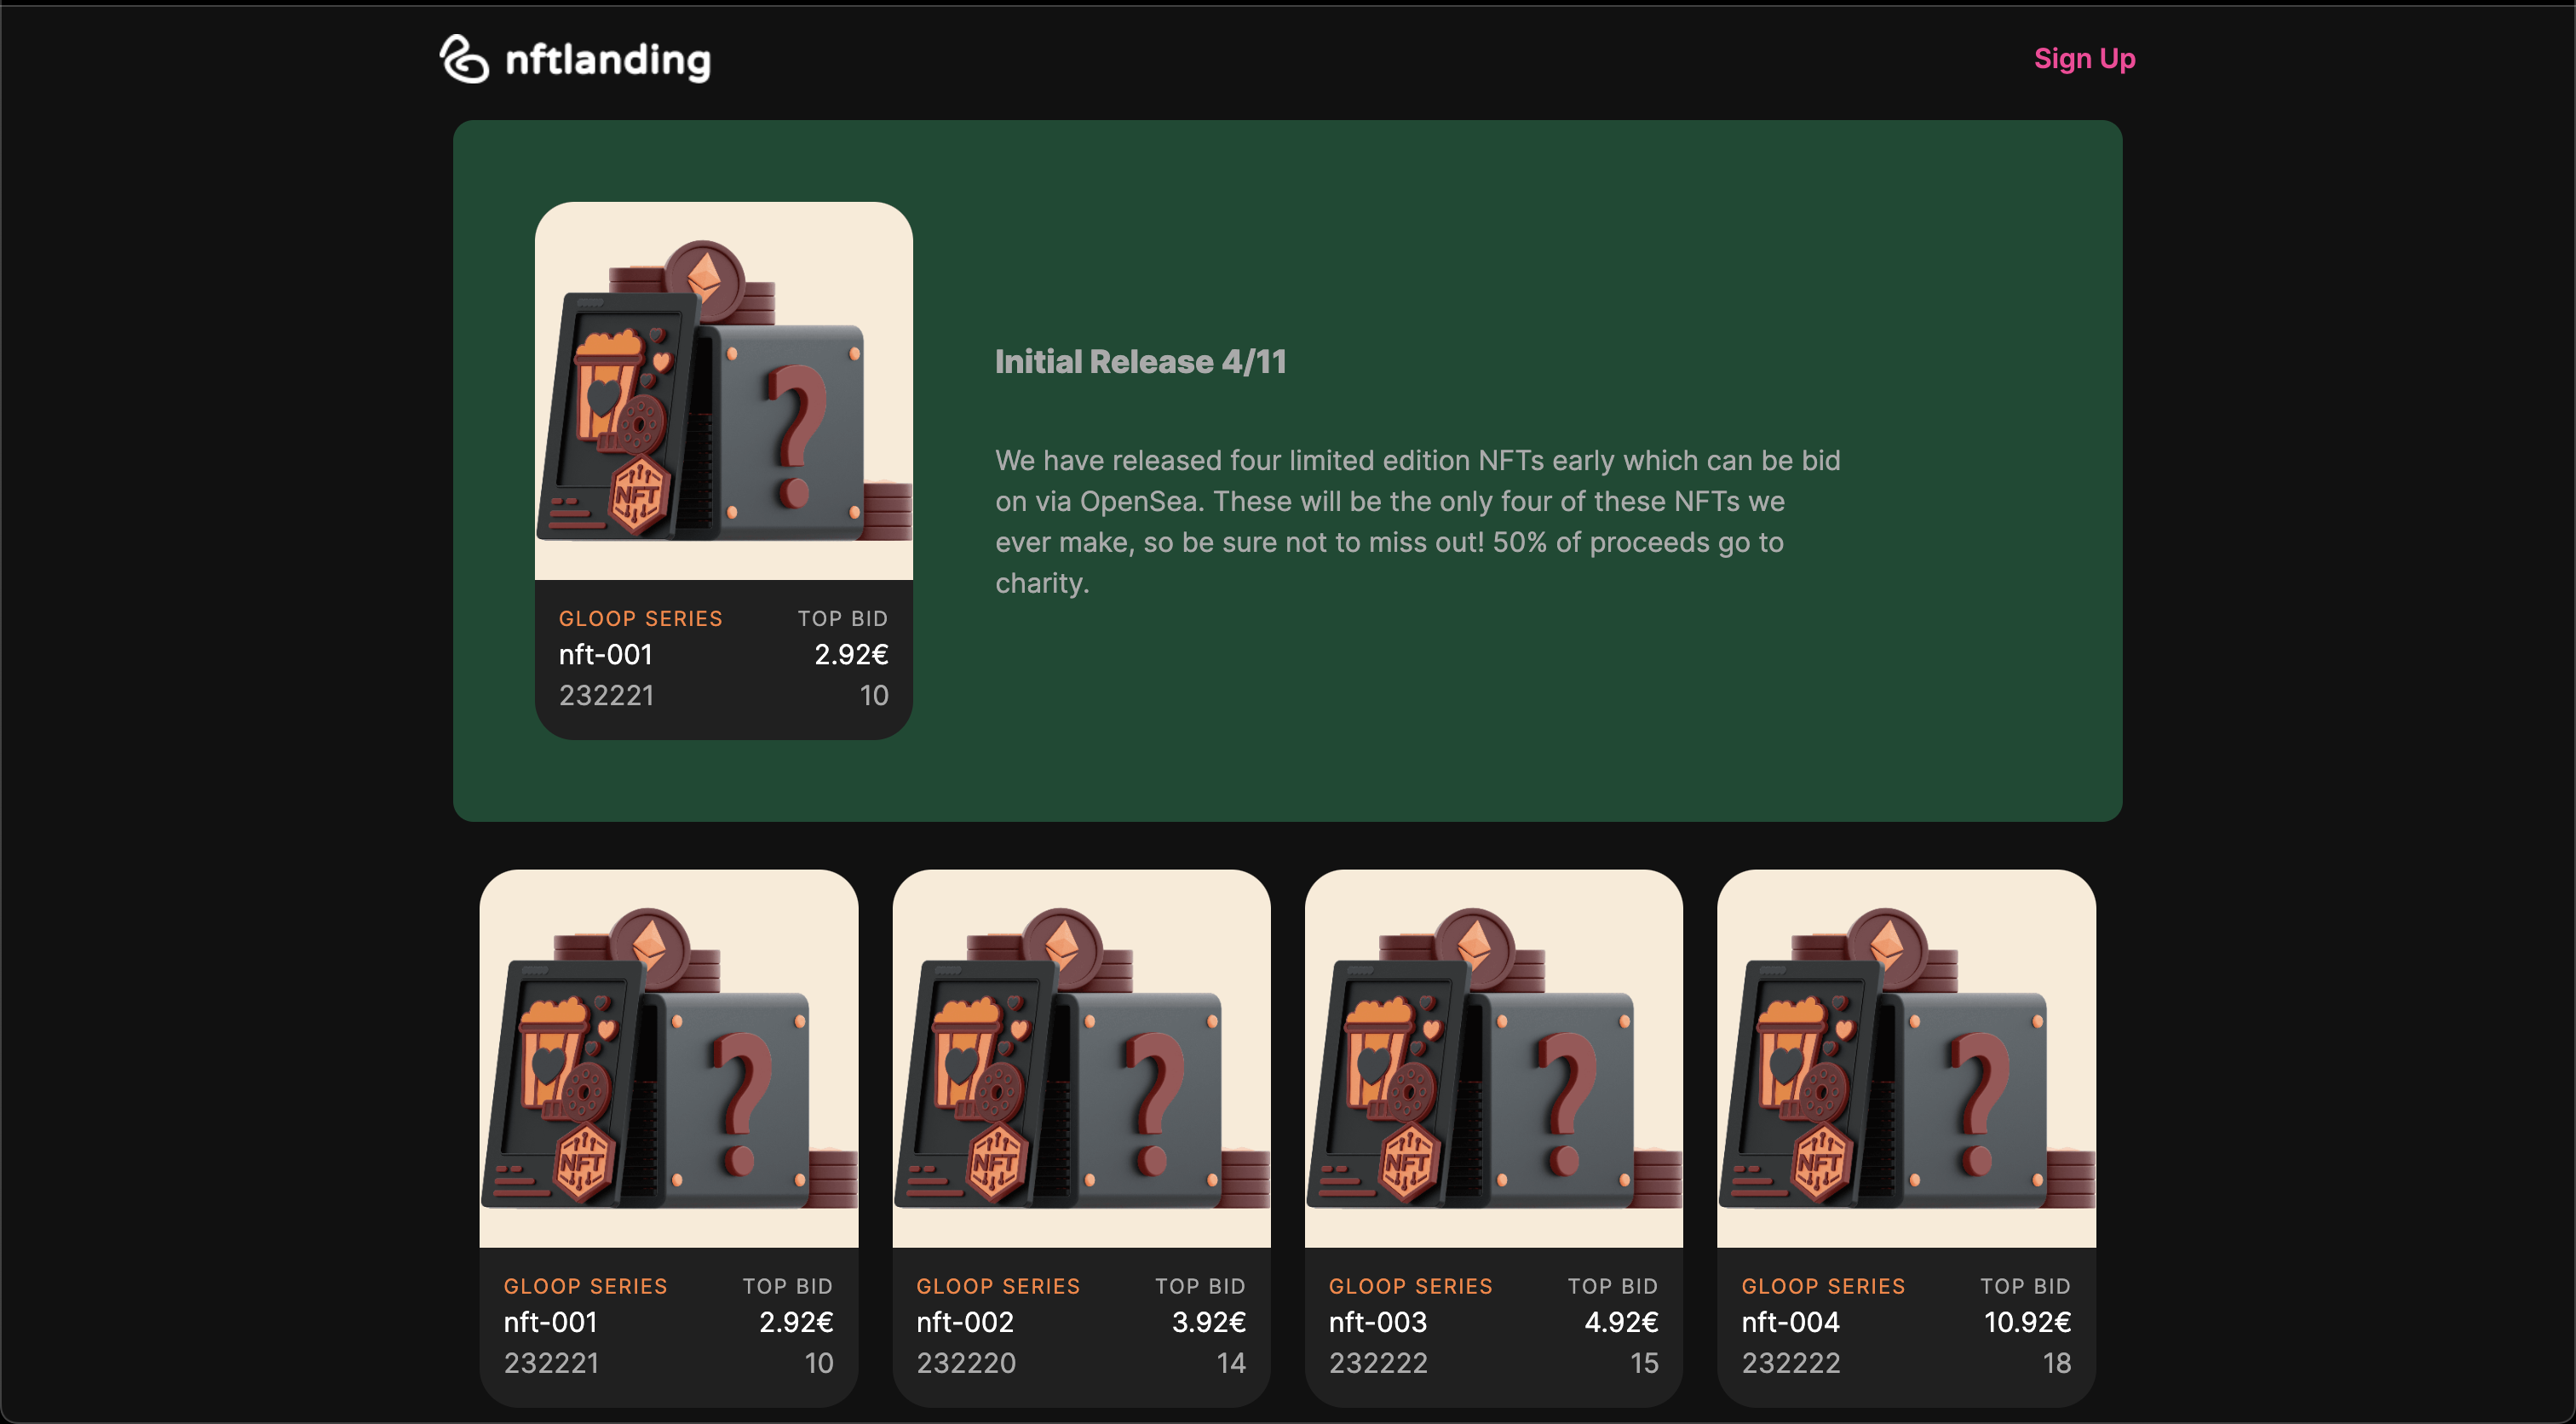 nftlanding
Sign Up
NFT
GLOOP SERIES TOP BID
nft-001 2.92€
232221 10
Initial Release 4/11
We have released four limited edition NFTs early which can be bid
on via OpenSea. These will be the only four of these NFTs we
ever make, so be sure not to miss out! 50% of proceeds go to
charity.
NFT
GLOOP SERIES TOP BID
nft-001 2.92€
232221 10
NFT
GLOOP SERIES TOP BID
nft-002 3.92€
232220 14
NFT
GLOOP SERIES TOP BID
nft-003 4.92€
232222 15
NFT
GLOOP SERIES TOP BID
nft-004 10.92€
232222 18